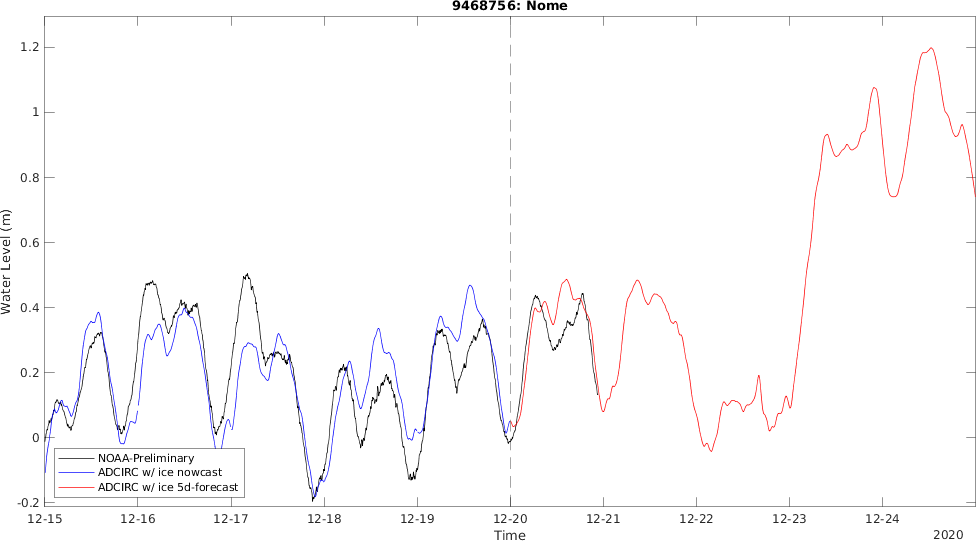 9468756: Nome
1.2
1
0.8
0.6
0.4
0.2
0
-0.2
Water Level (m)
NOAA-Preliminary
ADCIRC w/ ice nowcast
ADCIRC w/ ice 5d-forecast
12-15 12-16 12-17 12-18 12-19 12-20 12-21 12-22 12-23 12-24
Time
2020